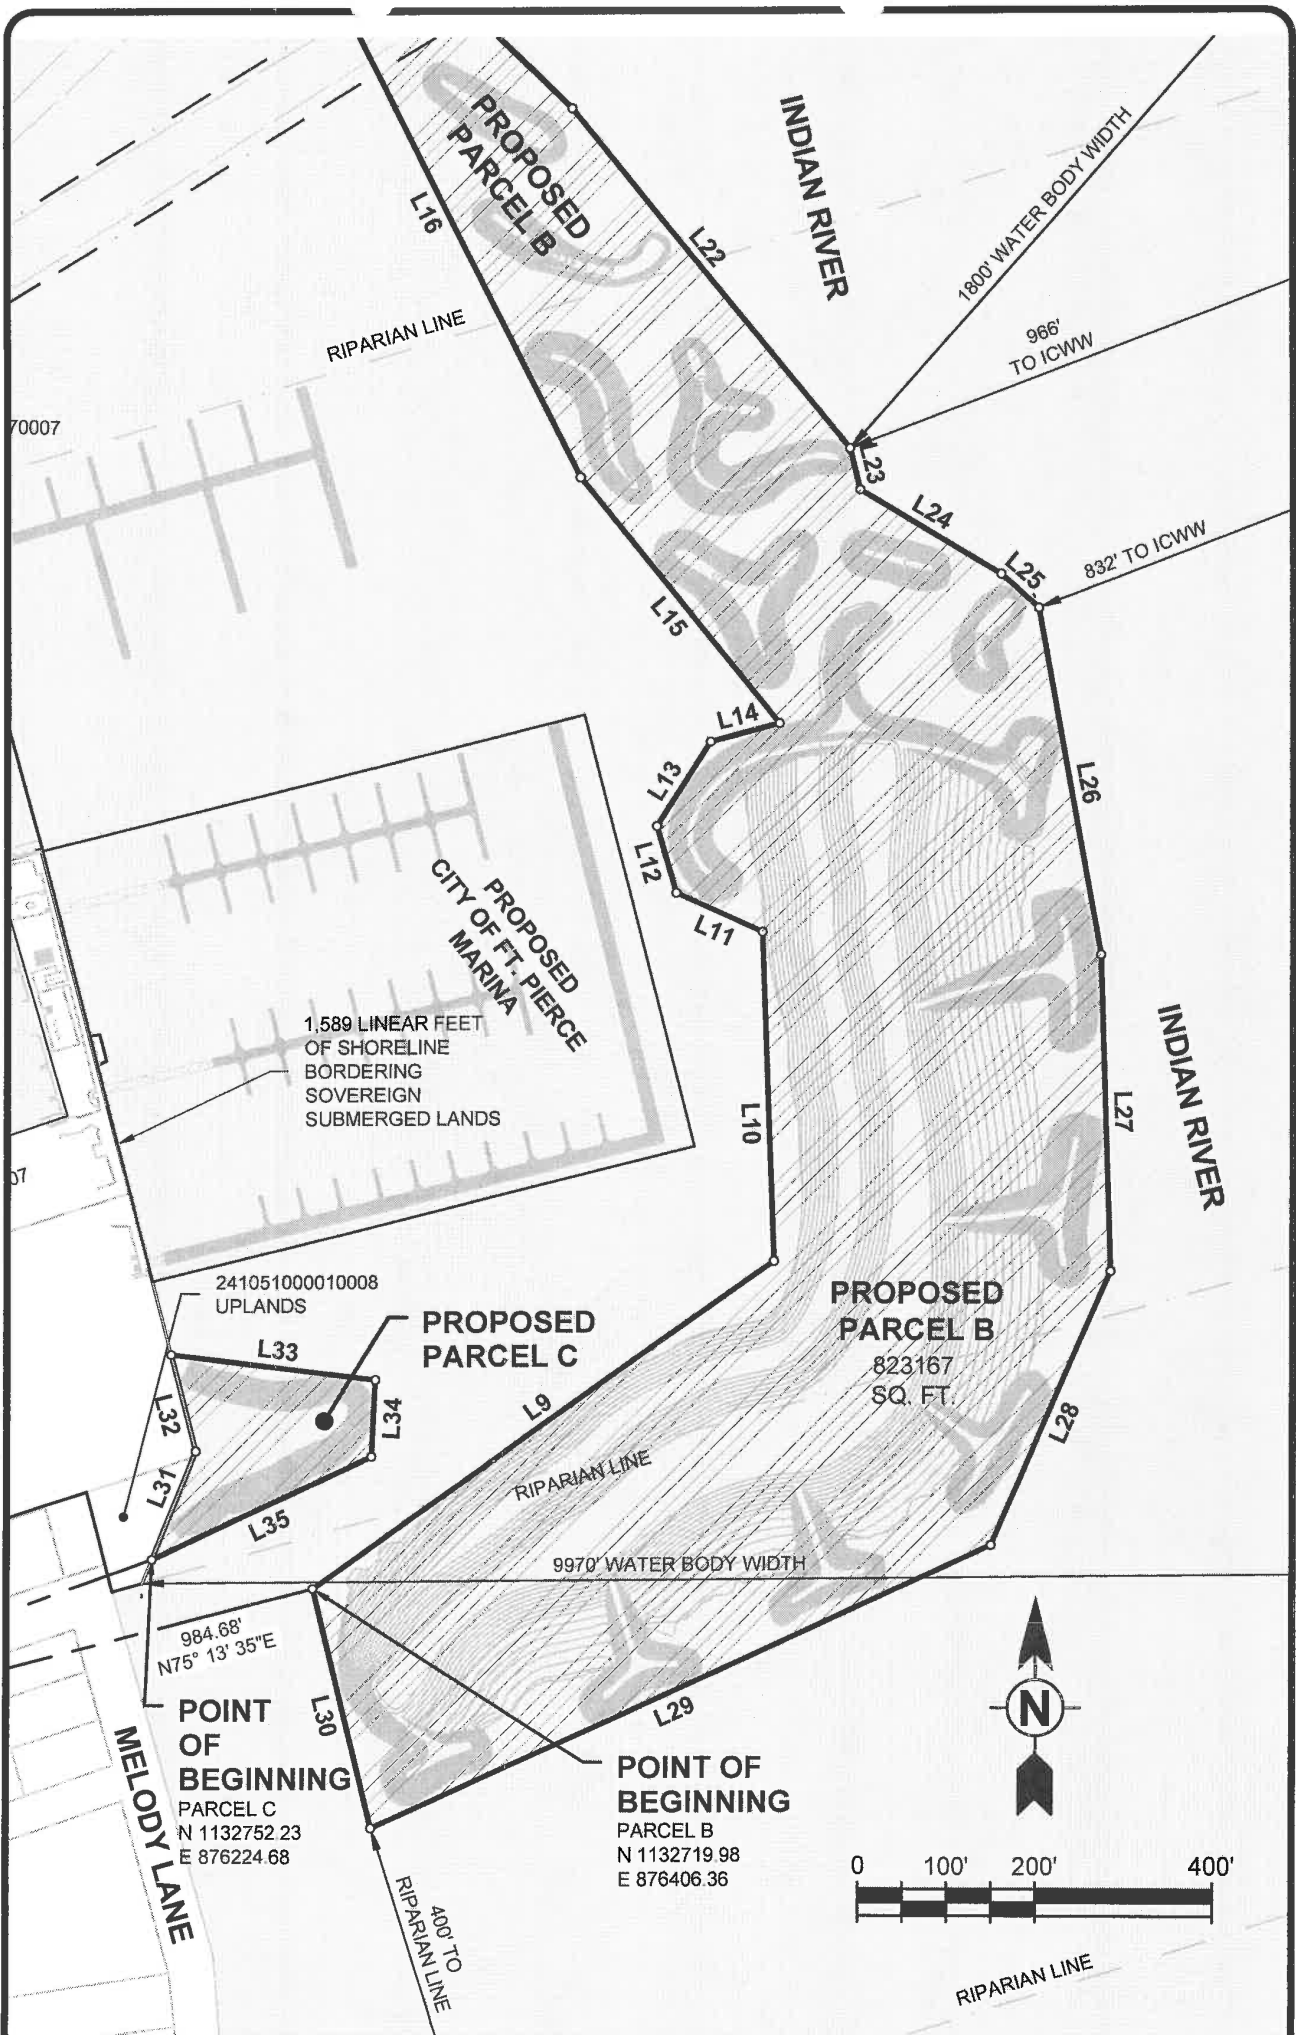 PROPOSED
PARCEL B
INDIAN RIVER
1800' WATER BODY WIDTH
L16
L22
966'
TO ICWW
RIPARIAN LINE
70007
L23
L24
L25
832' TO ICWW
L15
L14
L13
L26
L12
L11
PROPOSED
CITY OF FT. PIERCE
MARINA
1,589 LINEAR FEET
OF SHORELINE
BORDERING
SOVEREIGN
SUBMERGED LANDS
INDIAN RIVER
L10
L27
07
241051000010008
UPLANDS
PROPOSED
PARCEL C
PROPOSED
PARCEL B
823167
SQ. FT.
L33
L32
L34
L9
L28
L31
RIPARIAN LINE
L35
9970' WATER BODY WIDTH
984.68'
N75° 13' 35"E
N
L30
L29
POINT
OF
BEGINNING
PARCEL C
N 1132752.23
E 876224.68
MELODY LANE
POINT OF
BEGINNING
PARCEL B
N 1132719.98
E 876406.36
0 100' 200' 400'
400' TO
RIPARIAN LINE
RIPARIAN LINE